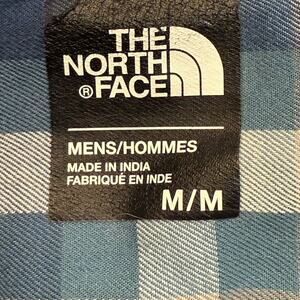 THE
NORTH
® FACE
MENS/HOMMES
MADE IN INDIA
FABRIQUÉ EN INDE
M/M